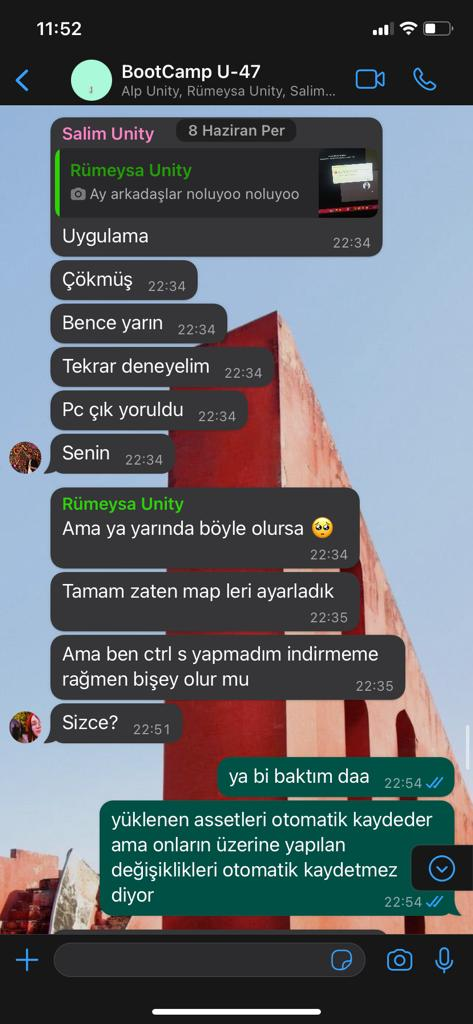 11:52
BootCamp U-47
Alp Unity, Rümeysa Unity, Salim...
8 Haziran Per
Salim Unity
Rümeysa Unity
Ay arkadaşlar noluyoo noluyoo
Uygulama
22:34
Çökmüş 22:34
Bence yarın 22:34
Tekrar deneyelim 22:34
Pc çık yoruldu 22:34
Senin 22:34
Rümeysa Unity
Ama ya yarında böyle olursa 🥺
22:34
Tamam zaten map leri ayarladık
22:35
Ama ben ctrl s yapmadım indirmeme
rağmen bişey olur mu
22:35
Sizce? 22:51
ya bi baktım daa 22:54
yüklenen assetleri otomatik kaydeder
ama onların üzerine yapılan
değişiklikleri otomatik kaydetmez
diyor
22:54